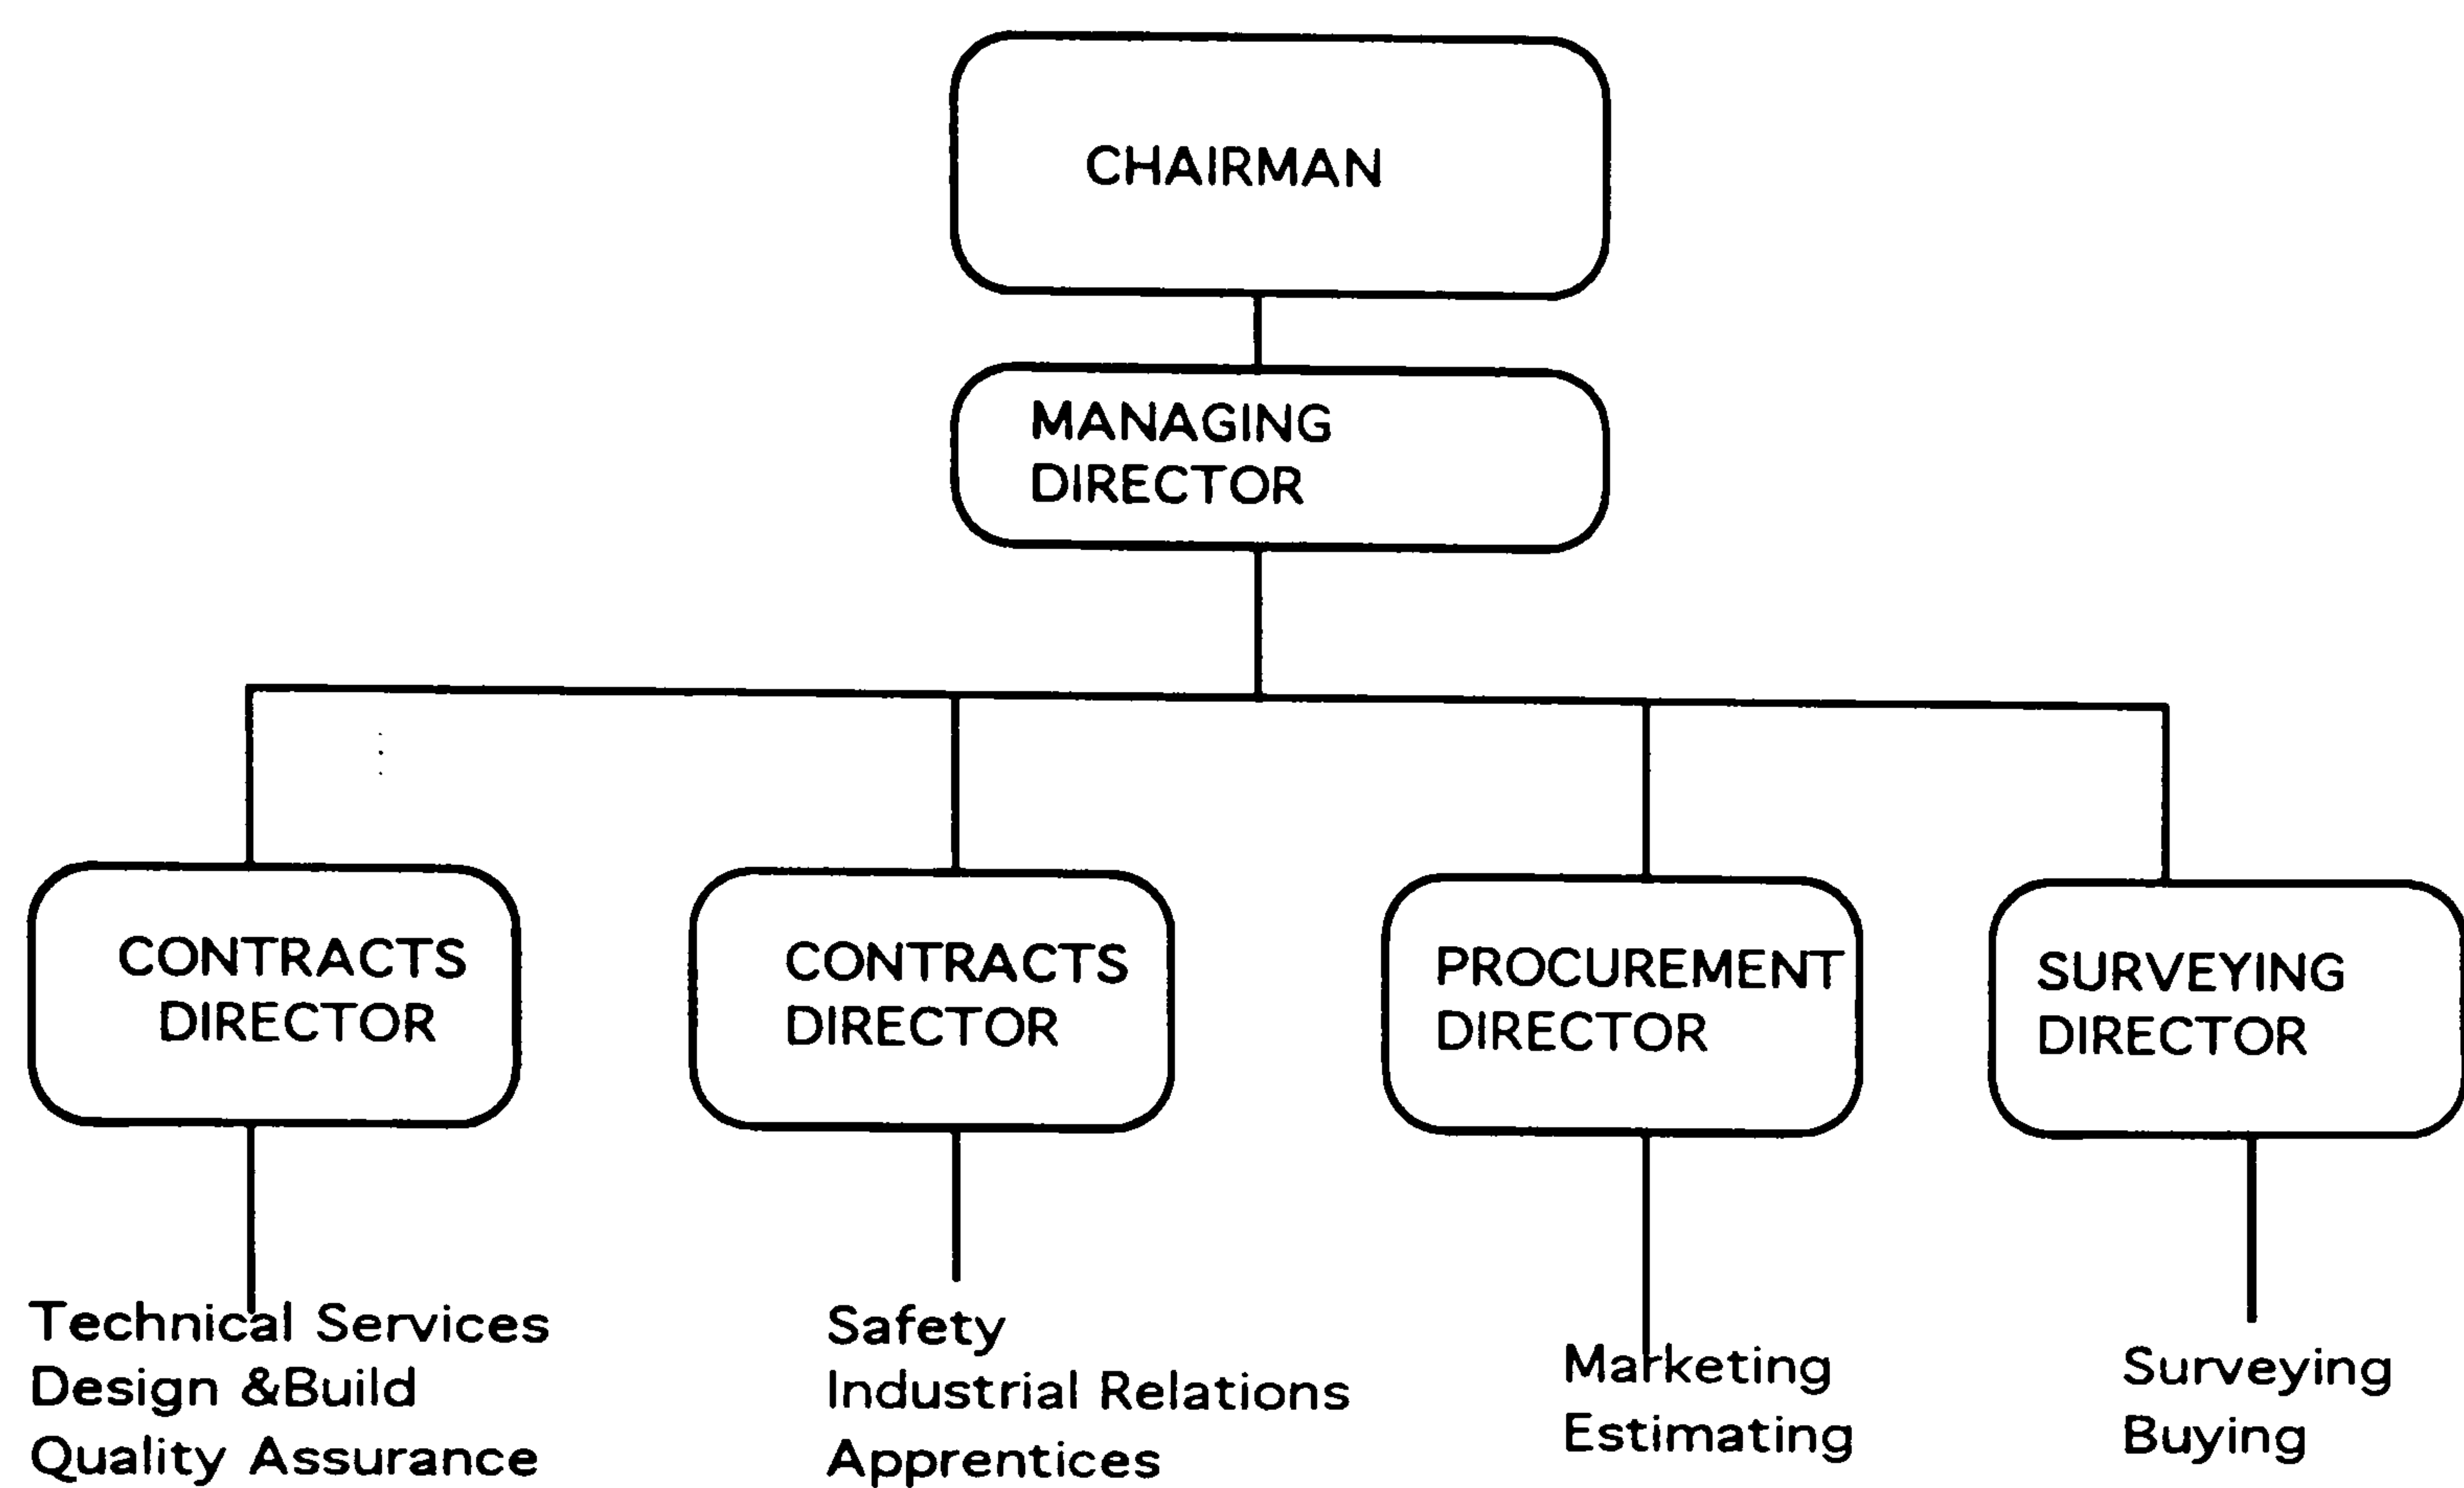 CHAIRMAN
MANAGING
DIRECTOR
CONTRACTS
DIRECTOR
CONTRACTS
DIRECTOR
PROCUREMENT
DIRECTOR
SURVEYING
DIRECTOR
Technical Services
Design &Build
Quality Assurance
Safety
Industrial Relations
Apprentices
Marketing
Estimating
Surveying
Buying